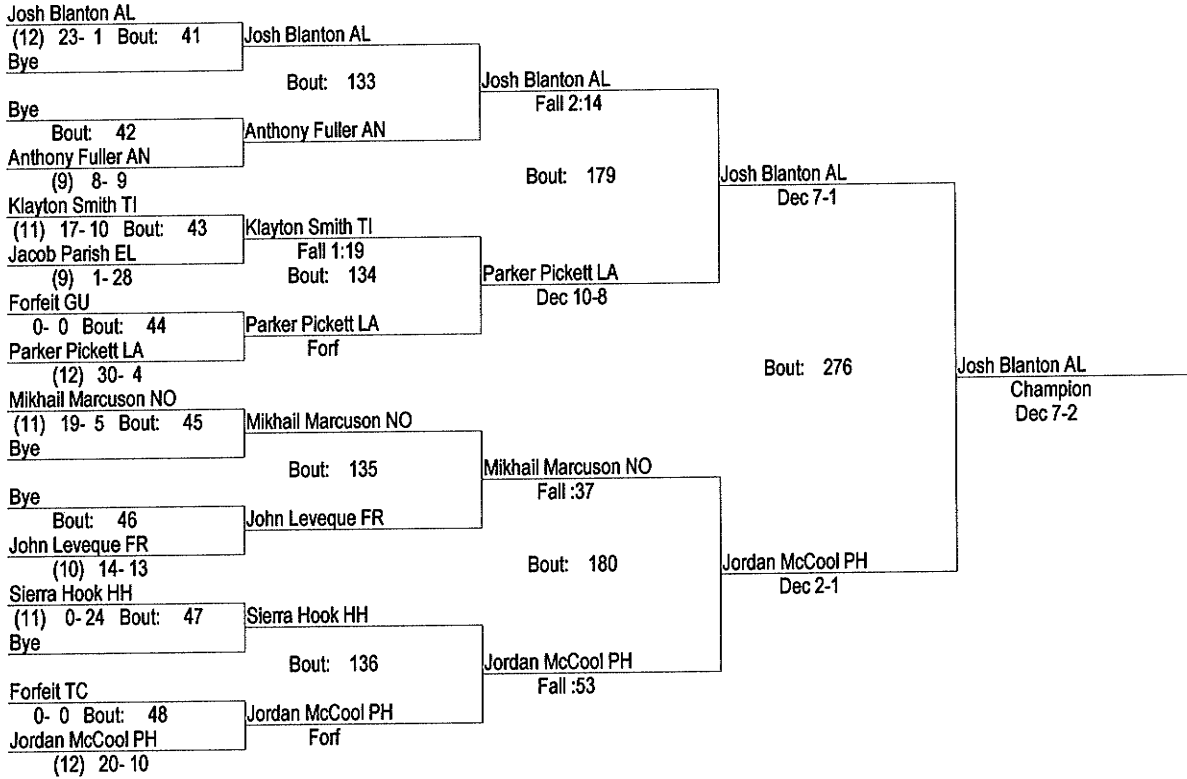 Josh Blanton AL
(12) 23- 1 Bout: 41
Bye
Bye
Bout: 42
Anthony Fuller AN
(9) 8- 9
Klayton Smith TI
(11) 17- 10 Bout: 43
Jacob Parish EL
(9) 1- 28
Forfeit GU
0- 0 Bout: 44
Parker Pickett LA
(12) 30- 4
Mikhail Marcuson NO
(11) 19- 5 Bout: 45
Bye
Bye
Bout: 46
John Leveque FR
(10) 14- 13
Sierra Hook HH
(11) 0- 24 Bout: 47
Bye
Forfeit TC
0- 0 Bout: 48
Jordan McCool PH
(12) 20- 10
Josh Blanton AL
Bout: 133
Anthony Fuller AN
Klayton Smith TI
Fall 1:19
Bout: 134
Parker Pickett LA
Forf
Mikhail Marcuson NO
Bout: 135
John Leveque FR
Sierra Hook HH
Bout: 136
Jordan McCool PH
Forf
Josh Blanton AL
Fall 2:14
Bout: 179
Parker Pickett LA
Dec 10-8
Mikhail Marcuson NO
Fall :37
Bout: 180
Jordan McCool PH
Fall :53
Josh Blanton AL
Dec 7-1
Bout: 276
Jordan McCool PH
Dec 2-1
Josh Blanton AL
Champion
Dec 7-2